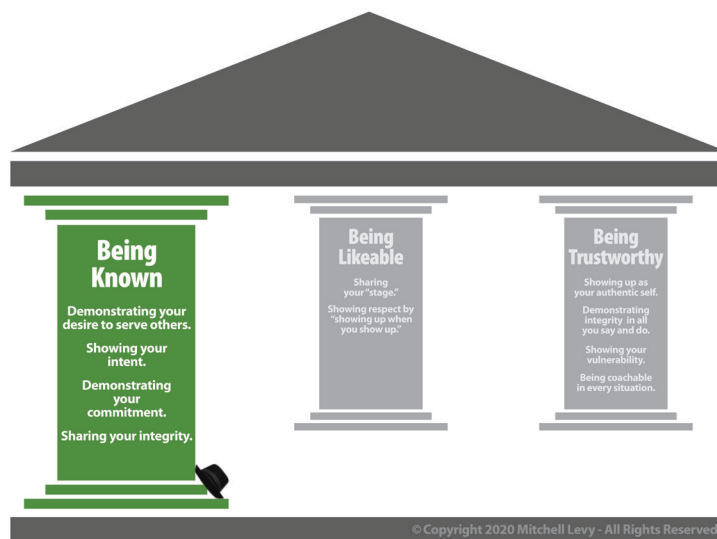 Being
Known
Demonstrating your
desire to serve others.
Showing your
intent.
Demonstrating
your
commitment.
Sharing your integrity.
Being
Likeable
Sharing
your “stage.”
Showing respect by
“showing up when
you show up.”
Being
Trustworthy
Showing up as
your authentic self.
Demonstrating
integrity in all
you say and do.
Showing your
vulnerability.
Being coachable
in every situation.
© Copyright 2020 Mitchell Levy - All Rights Reserved